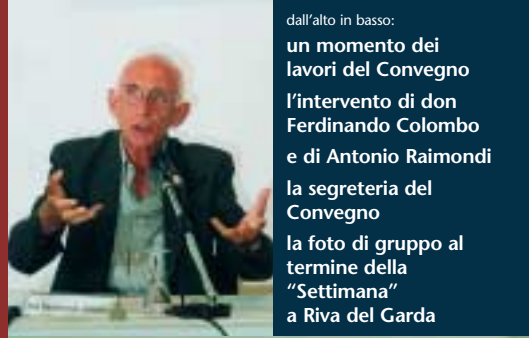 dall’alto in basso:
un momento dei
lavori del Convegno
l’intervento di don
Ferdinando Colombo
e di Antonio Raimondi
la segreteria del
Convegno
la foto di gruppo al
termine della
“Settimana”
a Riva del Garda